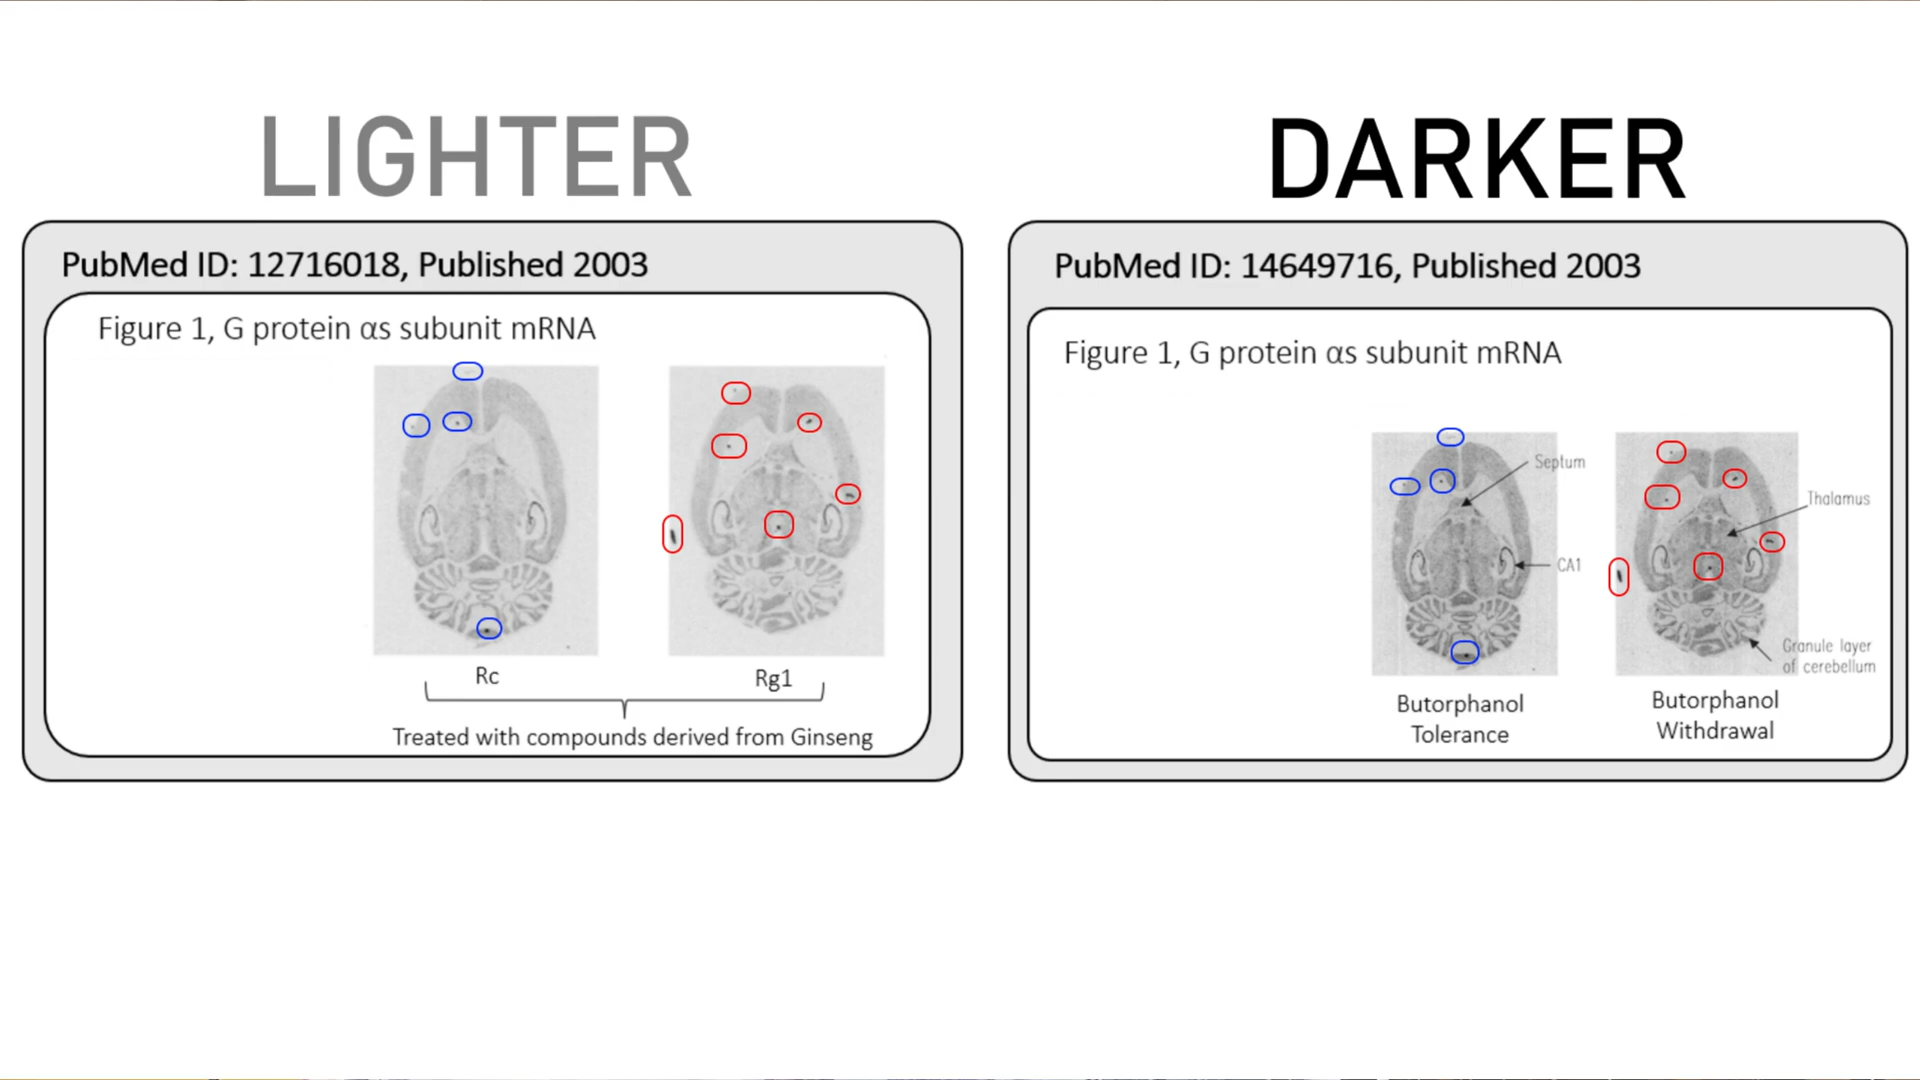 LIGHTER
DARKER
PubMed ID: 12716018, Published 2003
Figure 1, G protein αs subunit mRNA
Rc
Rg1
Treated with compounds derived from Ginseng
PubMed ID: 14649716, Published 2003
Figure 1, G protein αs subunit mRNA
Septum
CA1
Thalamus
Granule layer
of cerebellum
Butorphanol
Tolerance
Butorphanol
Withdrawal